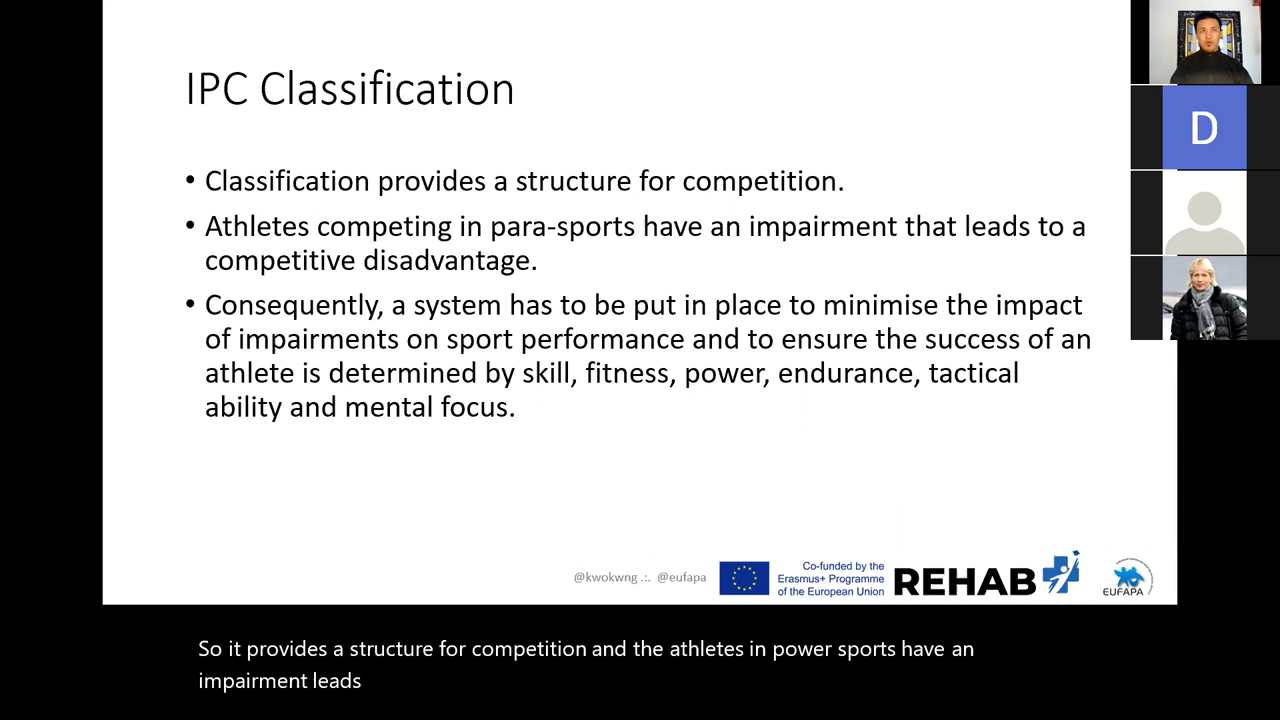 IPC Classification
• Classification provides a structure for competition.
• Athletes competing in para-sports have an impairment that leads to a
competitive disadvantage.
• Consequently, a system has to be put in place to minimise the impact
of impairments on sport performance and to ensure the success of an
athlete is determined by skill, fitness, power, endurance, tactical
ability and mental focus.
D
@kwokwng .:. @eufapa
Co-funded by the
Erasmus+ Programme
of the European Union
REHAB
EUFAPA
So it provides a structure for competition and the athletes in power sports have an
impairment leads